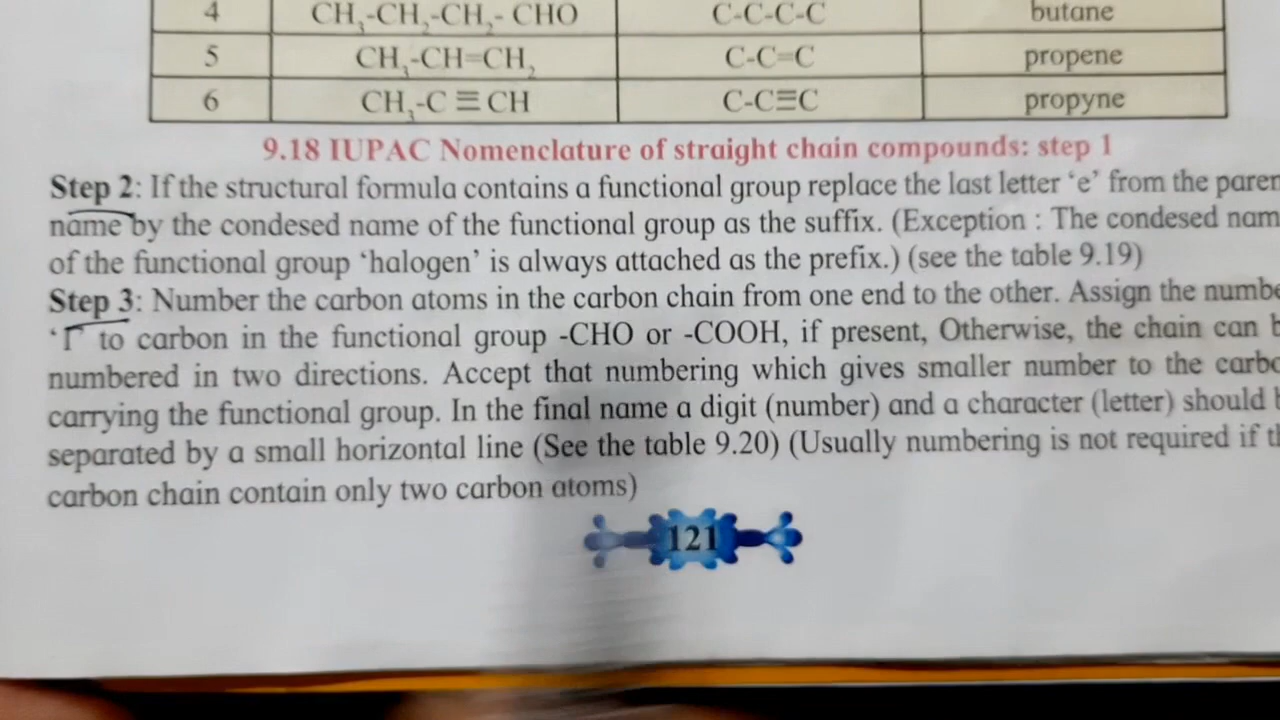 4 CH₃-CH₂-CH₂- CHO C-C-C-C butane
5 CH₃-CH=CH₂ C-C=C propene
6 CH₃-C≡CH C-C≡C propyne
9.18 IUPAC Nomenclature of straight chain compounds: step 1
Step 2: If the structural formula contains a functional group replace the last letter ‘e’ from the paren
name by the condesed name of the functional group as the suffix. (Exception : The condesed nam
of the functional group ‘halogen’ is always attached as the prefix.) (see the table 9.19)
Step 3: Number the carbon atoms in the carbon chain from one end to the other. Assign the numbe
‘1’ to carbon in the functional group -CHO or -COOH, if present, Otherwise, the chain can b
numbered in two directions. Accept that numbering which gives smaller number to the carbo
carrying the functional group. In the final name a digit (number) and a character (letter) should b
separated by a small horizontal line (See the table 9.20) (Usually numbering is not required if th
carbon chain contain only two carbon atoms)
121